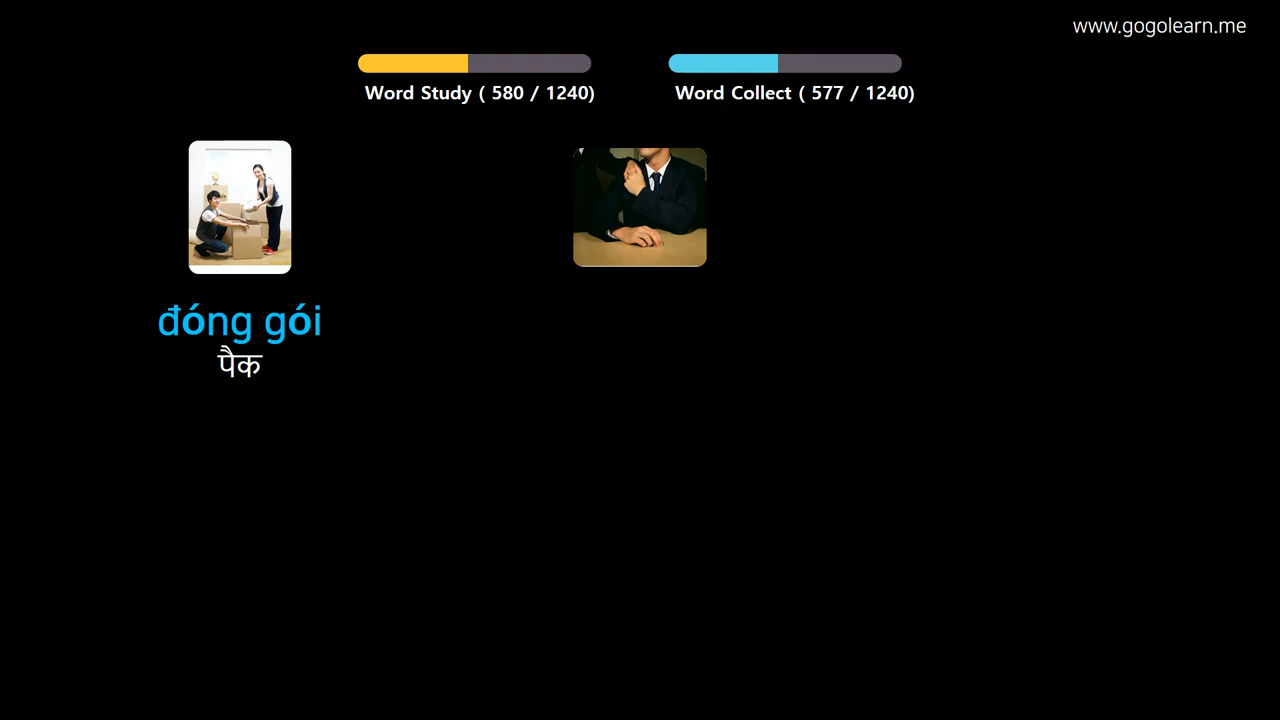 www.gogolearn.me
Word Study ( 580 / 1240)
Word Collect ( 577 / 1240)
đóng gói
पैक